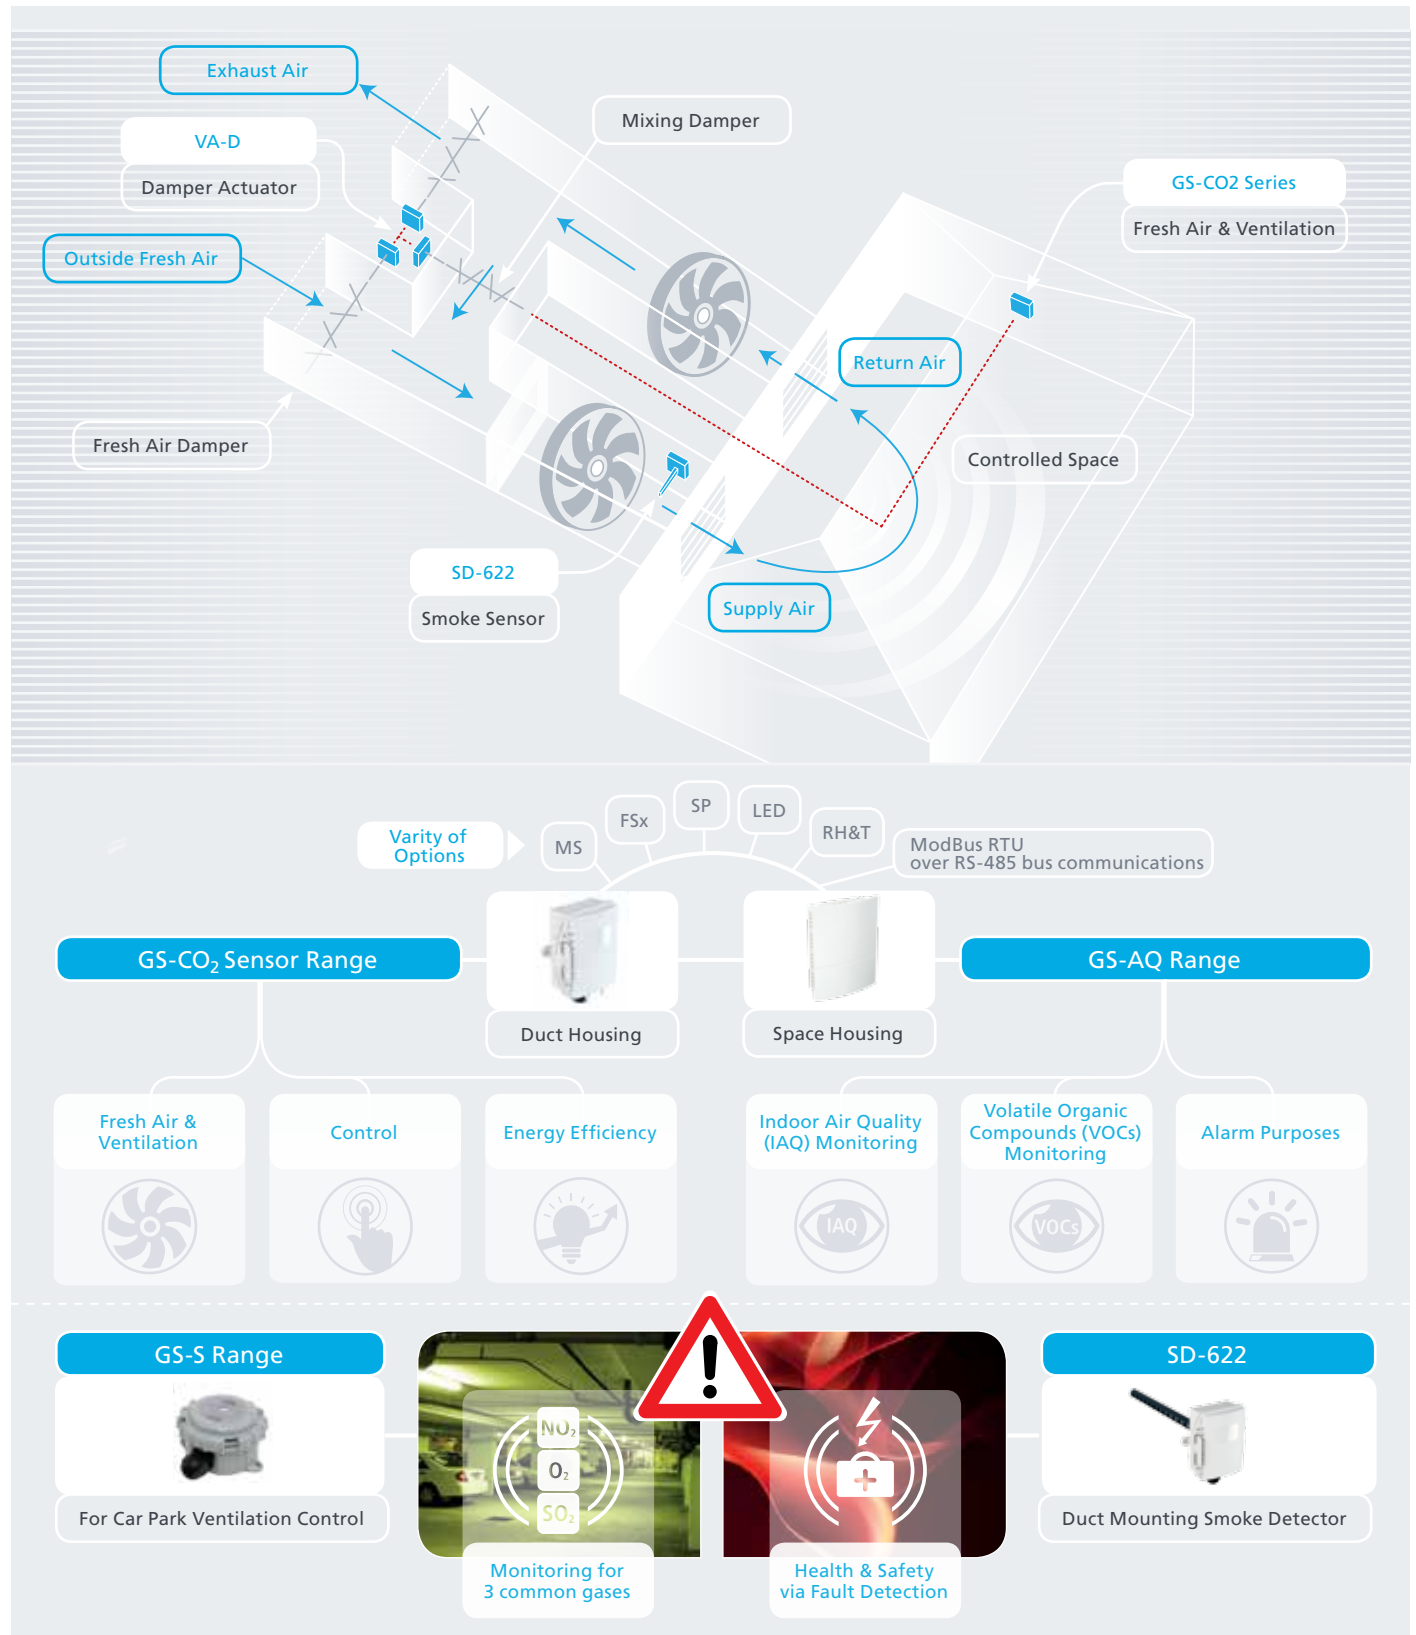 Exhaust Air
Mixing Damper
VA-D
Damper Actuator
GS-CO2 Series
Fresh Air & Ventilation
Outside Fresh Air
Return Air
Fresh Air Damper
Controlled Space
SD-622
Smoke Sensor
Supply Air
Varity of
Options
MS
FSx
SP
LED
RH&T
ModBus RTU
over RS-485 bus communications
GS-CO₂ Sensor Range
GS-AQ Range
Duct Housing
Space Housing
Fresh Air &
Ventilation
Control
Energy Efficiency
Indoor Air Quality
(IAQ) Monitoring
Volatile Organic
Compounds (VOCs)
Monitoring
Alarm Purposes
IAQ
VOCs
GS-S Range
SD-622
NO₂
O₂
SO₂
For Car Park Ventilation Control
Duct Mounting Smoke Detector
Monitoring for
3 common gases
Health & Safety
via Fault Detection